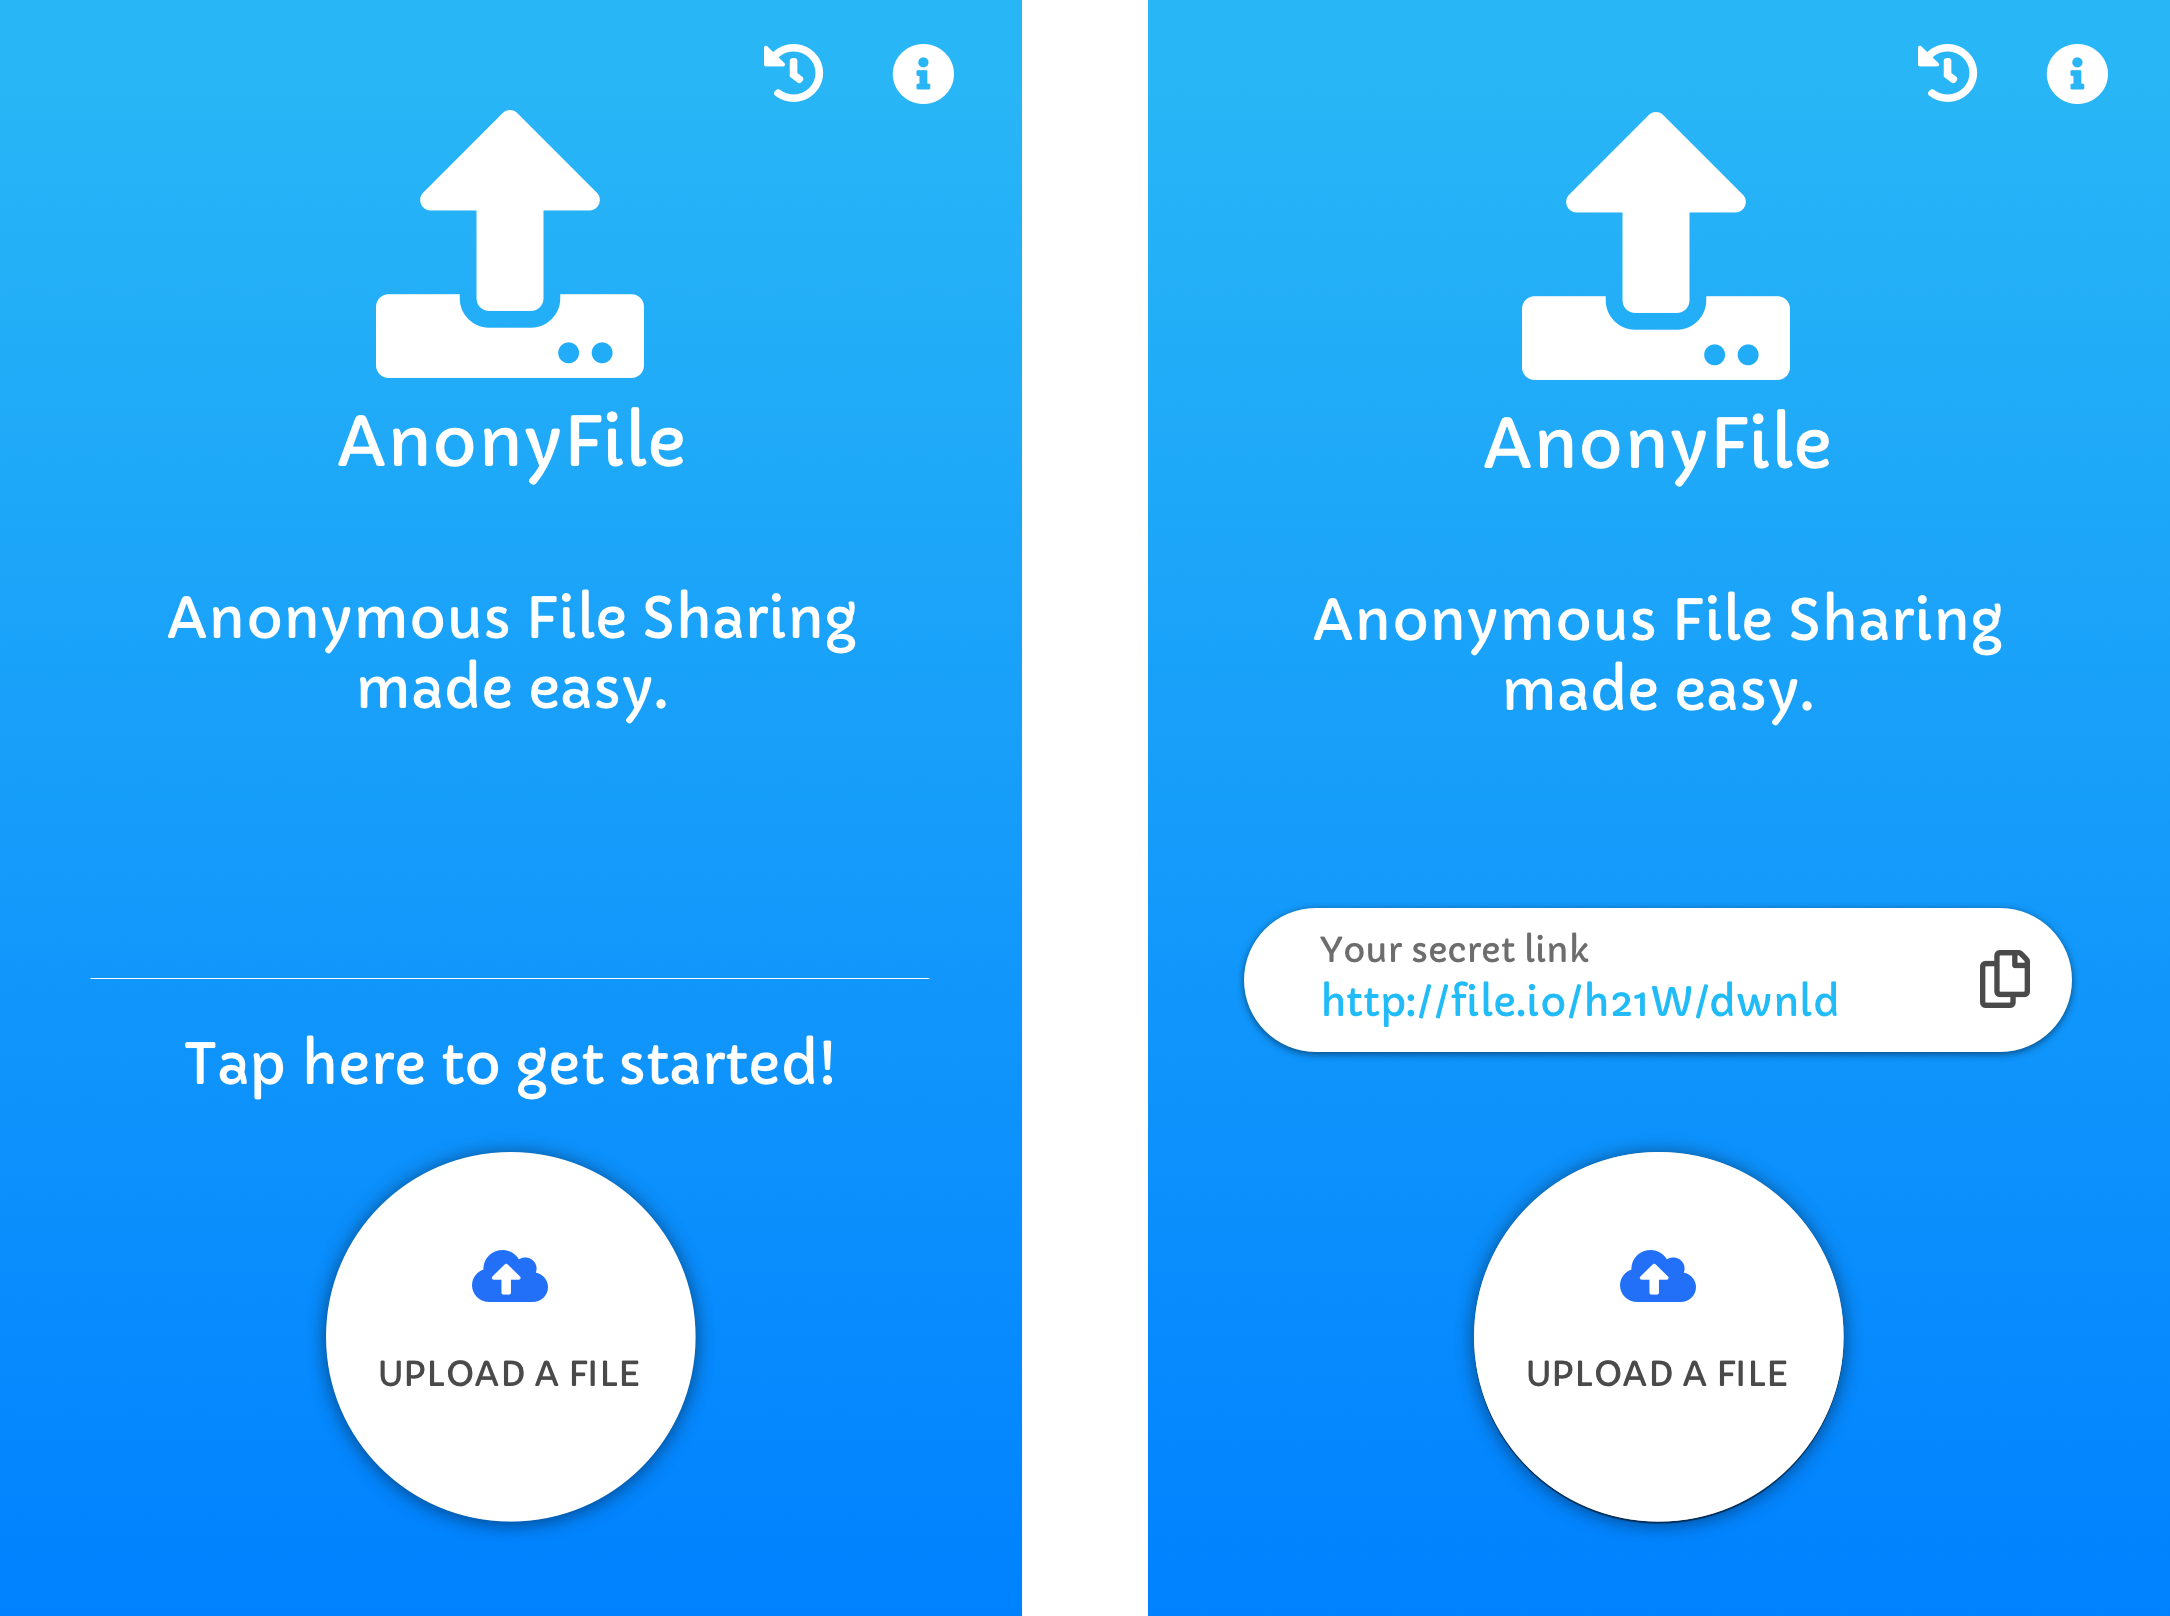 AnonyFile
Anonymous File Sharing
made easy.
Tap here to get started!
UPLOAD A FILE
AnonyFile
Anonymous File Sharing
made easy.
Your secret link
http://file.io/h21W/dwnld
UPLOAD A FILE